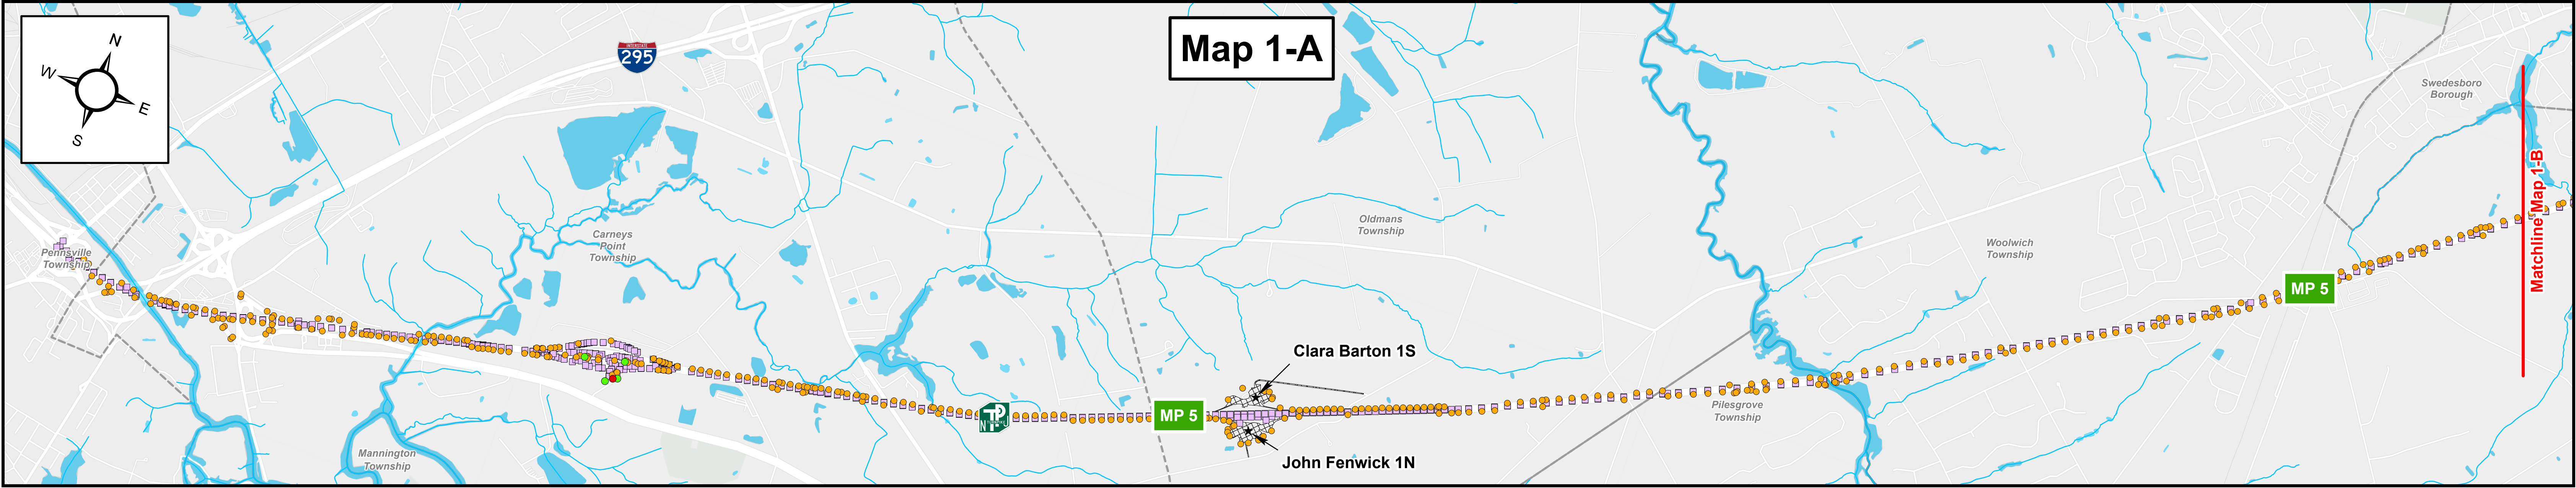 Map 1-A
N
W
E
S
INTERSTATE
295
Swedesboro
Borough
Matchline Map 1-B
Pennsville
Township
Carneys
Point
Township
Oldmans
Township
Woolwich
Township
MP 5
Clara Barton 1S
MP 5
TP
N
John Fenwick 1N
Pilesgrove
Township
Mannington
Township